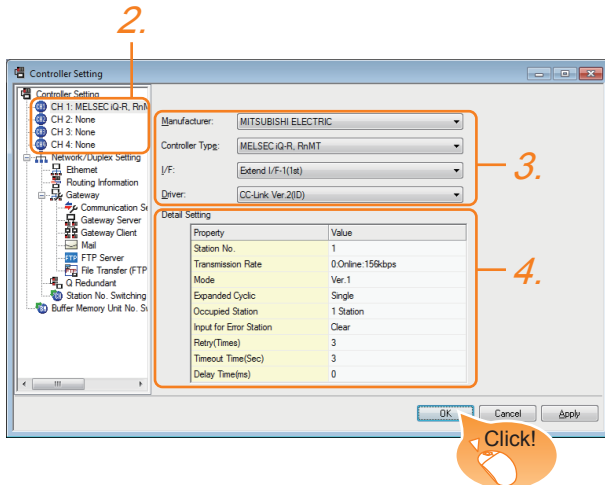 2.
Controller Setting
Controller Setting
CH 1: MELSEC iQ-R, RnM
CH 2: None
CH 3: None
CH 4: None
Network/Duplex Setting
Ethernet
Routing Information
Gateway
Communication Se
Gateway Server
Gateway Client
Mail
FTP Server
File Transfer (FTP
Q Redundant
Station No. Switching
Buffer Memory Unit No. Sw
Manufacturer: MITSUBISHI ELECTRIC
Controller Type: MELSEC iQ-R, RnMT
I/F: Extend I/F-1(1st)
Driver: CC-Link Ver.2(ID)
3.
Detail Setting
Property Value
Station No. 1
Transmission Rate 0:Online:156kbps
Mode Ver.1
Expanded Cyclic Single
Occupied Station 1 Station
Input for Error Station Clear
Retry(Times) 3
Timeout Time(Sec) 3
Delay Time(ms) 0
4.
OK Cancel Apply
Click!